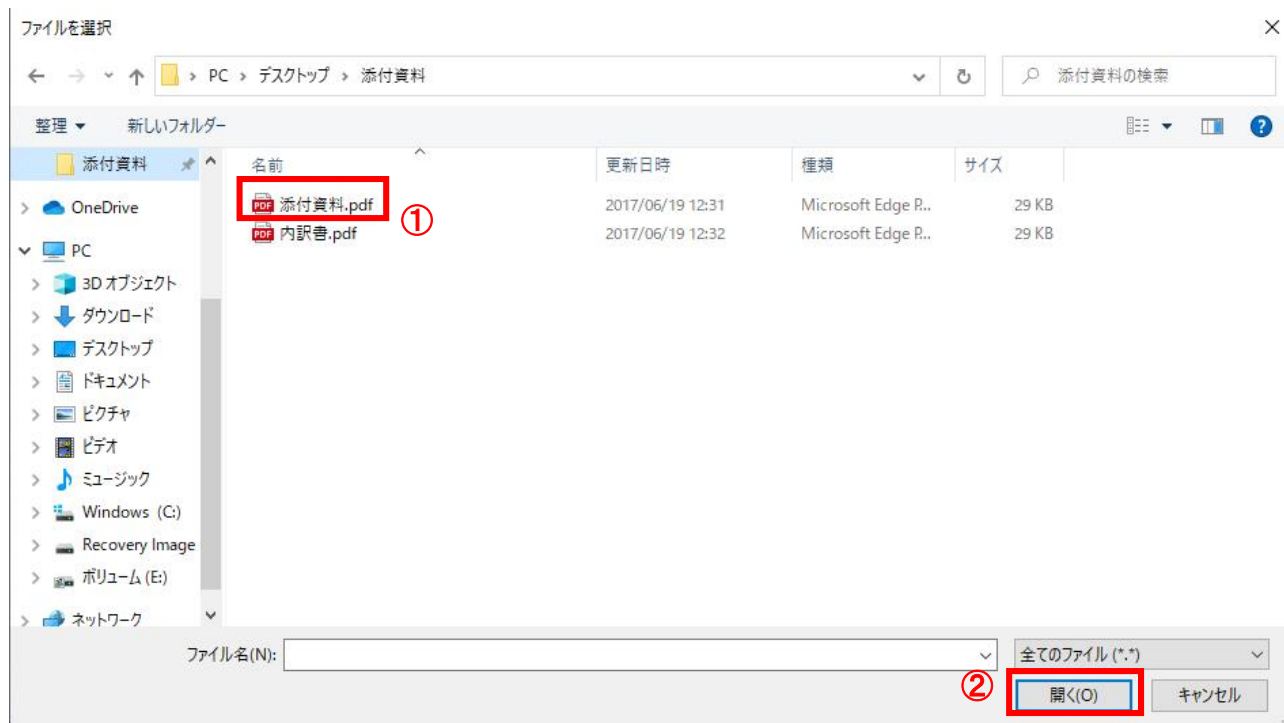 ファイルを選択
PC › デスクトップ › 添付資料
添付資料の検索
整理
新しいフォルダー
添付資料
名前 更新日時 種類 サイズ
PDF 添付資料.pdf 2017/06/19 12:31 Microsoft Edge P... 29 KB
①
PDF 内訳書.pdf 2017/06/19 12:32 Microsoft Edge P... 29 KB
OneDrive
PC
3D オブジェクト
ダウンロード
デスクトップ
ドキュメント
ピクチャ
ビデオ
ミュージック
Windows (C:)
Recovery Image
ボリューム (E:)
ネットワーク
ファイル名(N):
全てのファイル (*.*)
②
開く(O)
キャンセル